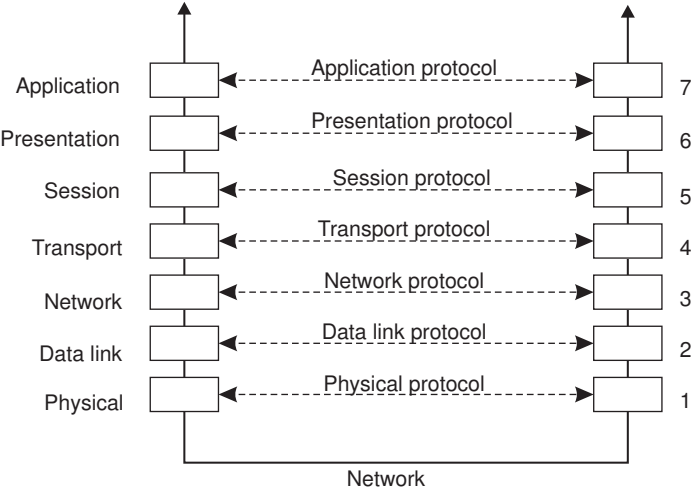 Application Application protocol 7
Presentation Presentation protocol 6
Session Session protocol 5
Transport Transport protocol 4
Network Network protocol 3
Data link Data link protocol 2
Physical Physical protocol 1
Network